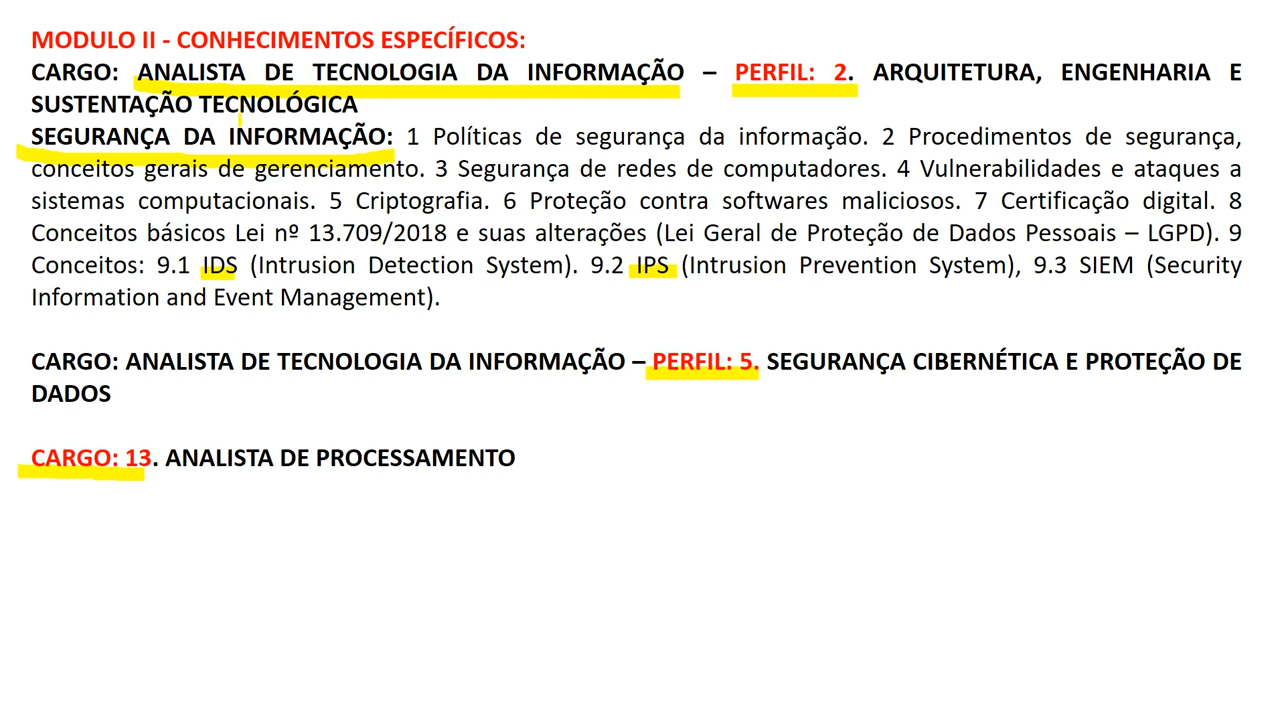 MODULO II - CONHECIMENTOS ESPECÍFICOS:
CARGO: ANALISTA DE TECNOLOGIA DA INFORMAÇÃO – PERFIL: 2. ARQUITETURA, ENGENHARIA E
SUSTENTAÇÃO TECNOLÓGICA
SEGURANÇA DA INFORMAÇÃO: 1 Políticas de segurança da informação. 2 Procedimentos de segurança,
conceitos gerais de gerenciamento. 3 Segurança de redes de computadores. 4 Vulnerabilidades e ataques a
sistemas computacionais. 5 Criptografia. 6 Proteção contra softwares maliciosos. 7 Certificação digital. 8
Conceitos básicos Lei nº 13.709/2018 e suas alterações (Lei Geral de Proteção de Dados Pessoais – LGPD). 9
Conceitos: 9.1 IDS (Intrusion Detection System). 9.2 IPS (Intrusion Prevention System), 9.3 SIEM (Security
Information and Event Management).
CARGO: ANALISTA DE TECNOLOGIA DA INFORMAÇÃO – PERFIL: 5. SEGURANÇA CIBERNÉTICA E PROTEÇÃO DE
DADOS
CARGO: 13. ANALISTA DE PROCESSAMENTO